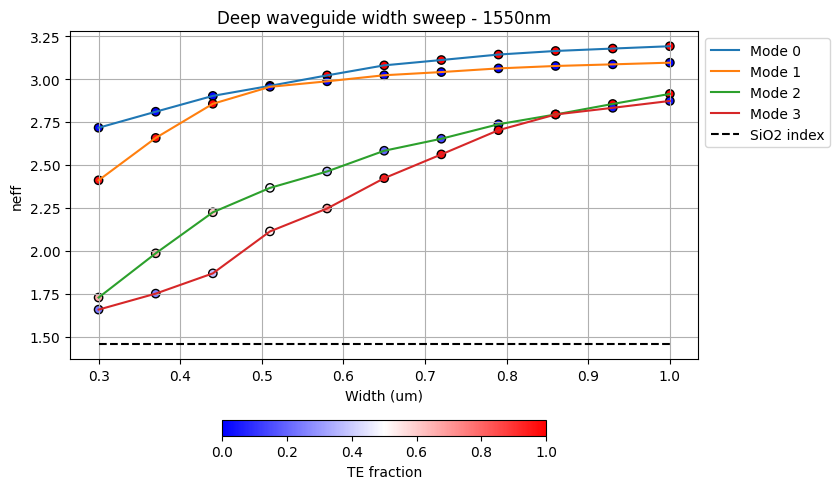 Deep waveguide width sweep - 1550nm
3.25
3.00
2.75
2.50
2.25
2.00
1.75
1.50
neff
0.3 0.4 0.5 0.6 0.7 0.8 0.9 1.0
Width (um)
Mode 0
Mode 1
Mode 2
Mode 3
SiO2 index
0.0 0.2 0.4 0.6 0.8 1.0
TE fraction